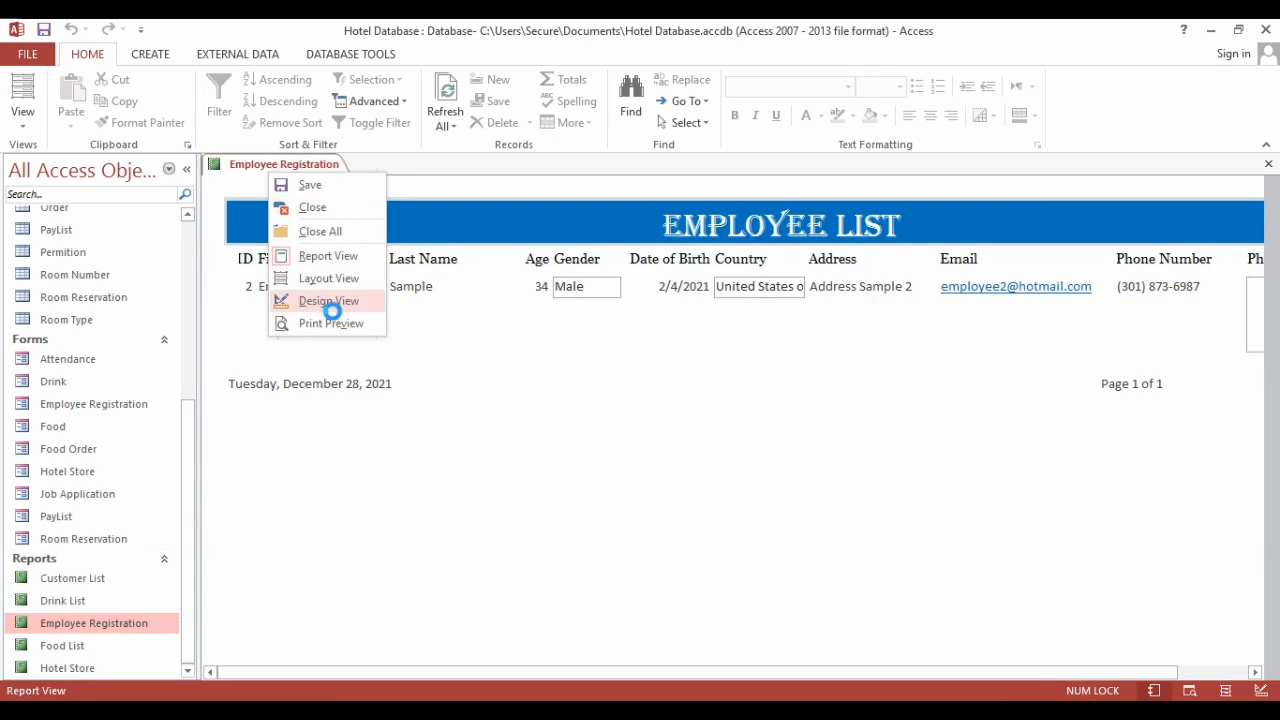 Hotel Database : Database- C:\Users\Secure\Documents\Hotel Database.accdb (Access 2007 - 2013 file format) - Access
FILE HOME CREATE EXTERNAL DATA DATABASE TOOLS Sign in
View
Views
Paste
Cut
Copy
Format Painter
Clipboard
Filter
Ascending
Descending
Remove Sort
Selection
Advanced
Toggle Filter
Sort & Filter
Refresh
All
New
Save
Delete
Totals
Spelling
More
Records
Find
Replace
Go To
Select
Find
B I U
A
Text Formatting
All Access Obje...
Search...
Order
PayList
Permition
Room Number
Room Reservation
Room Type
Forms
Attendance
Drink
Employee Registration
Food
Food Order
Hotel Store
Job Application
PayList
Room Reservation
Reports
Customer List
Drink List
Employee Registration
Food List
Hotel Store
Employee Registration
Save
Close
Close All
Report View
Layout View
Design View
Print Preview
EMPLOYEE LIST
ID Last Name Age Gender Date of Birth Country Address Email Phone Number
2 Sample 34 Male 2/4/2021 United States o Address Sample 2 employee2@hotmail.com (301) 873-6987
Tuesday, December 28, 2021 Page 1 of 1
Report View NUM LOCK